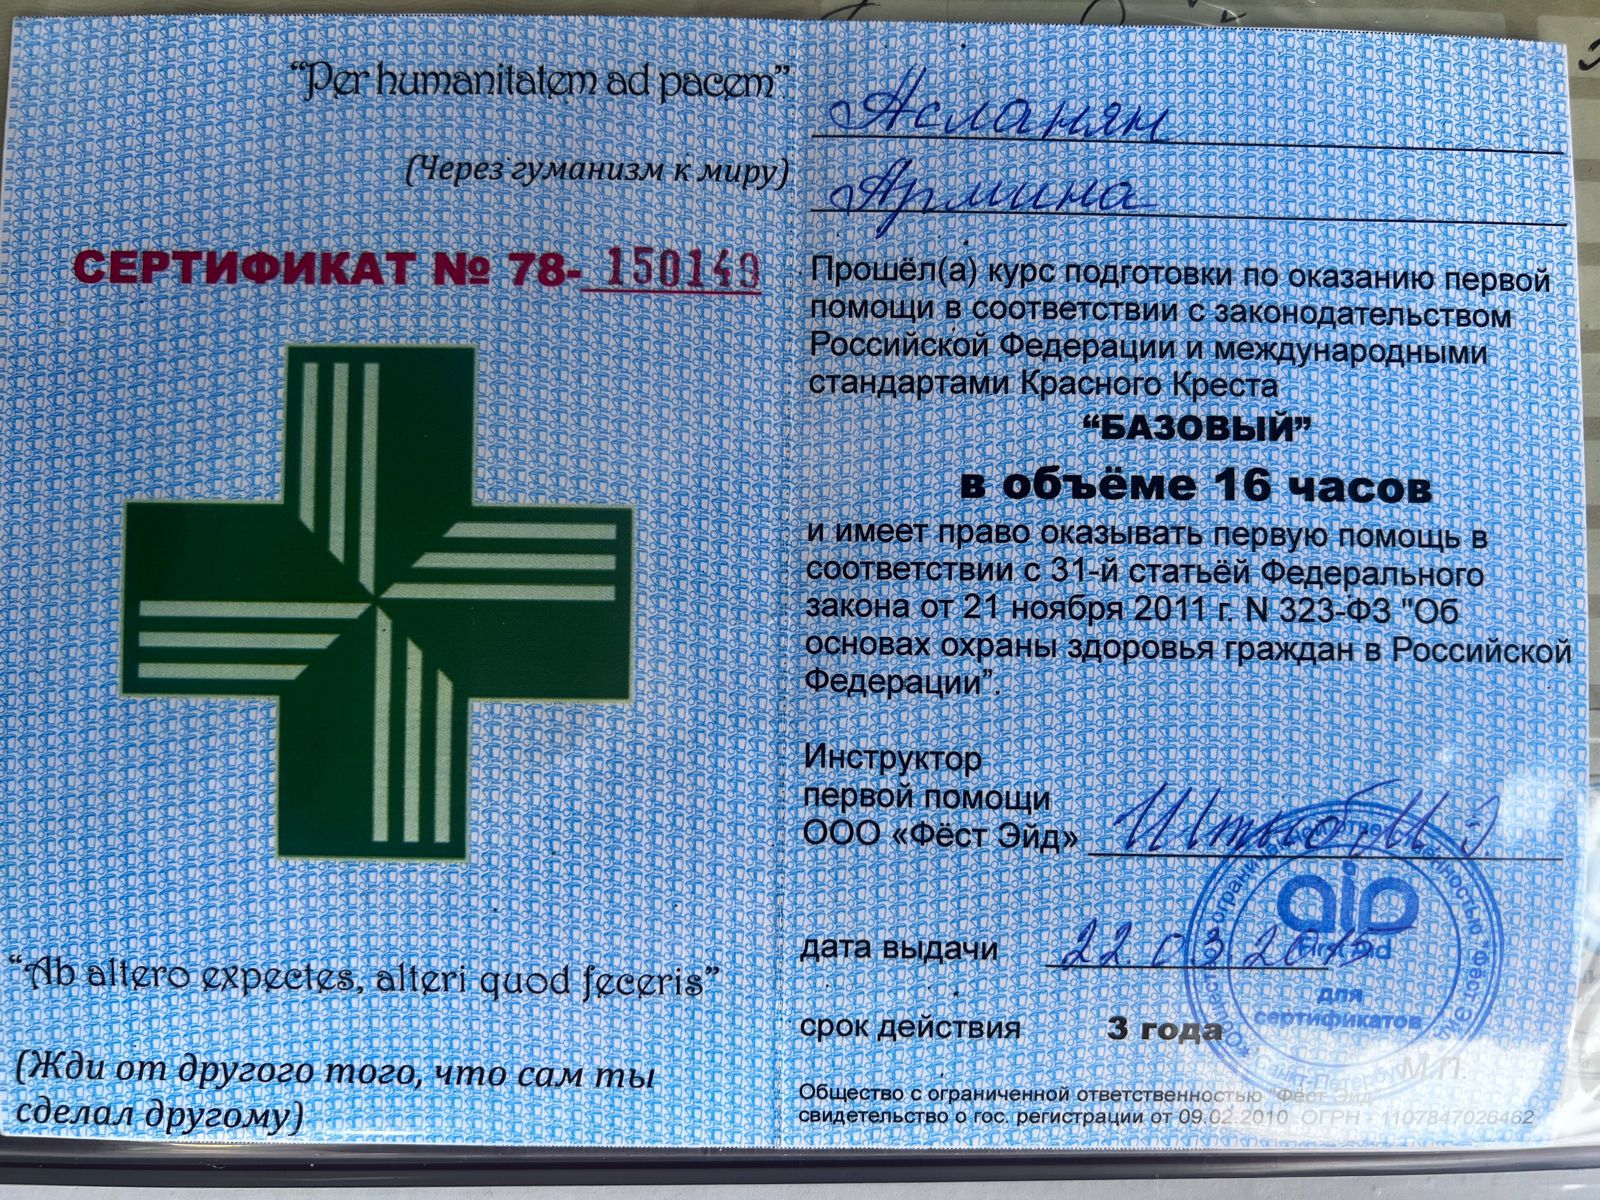 “Per humanitatem ad pacem”
(Через гуманизм к миру)
СЕРТИФИКАТ № 78- 150149
“Ab altero expectes, alteri quod feceris”
(Жди от другого того, что сам ты
сделал другому)
Асланян
Армина
Прошёл(а) курс подготовки по оказанию первой
помощи в соответствии с законодательством
Российской Федерации и международными
стандартами Красного Креста
“БАЗОВЫЙ”
в объёме 16 часов
и имеет право оказывать первую помощь в
соответствии с 31-й статьёй Федерального
закона от 21 ноября 2011 г. N 323-ФЗ "Об
основах охраны здоровья граждан в Российской
Федерации”.
Инструктор
первой помощи
ООО «Фёст Эйд»
дата выдачи 22.03.2015
срок действия 3 года
aip
для
сертификатов
М.П.
Общество с ограниченной ответственностью Фёст Эйд
свидетельство о гос. регистрации от 09.02.2010 ОГРН - 1107847026462